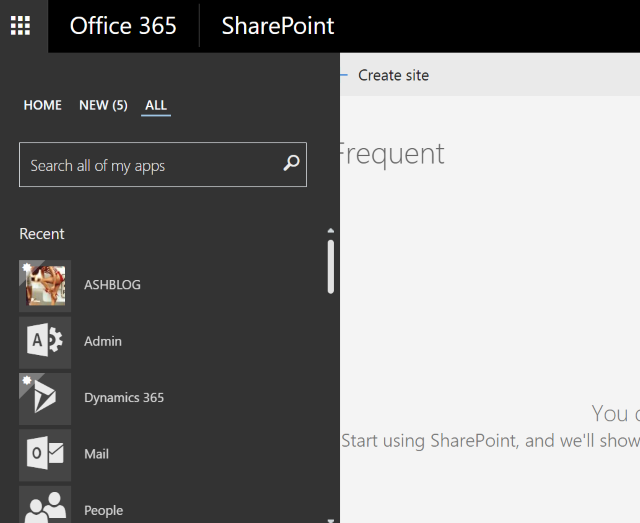 Office 365 SharePoint
Create site
HOME NEW (5) ALL
Search all of my apps
Frequent
Recent
ASHBLOG
Admin
Dynamics 365
Mail
People
You
Start using SharePoint, and we'll show